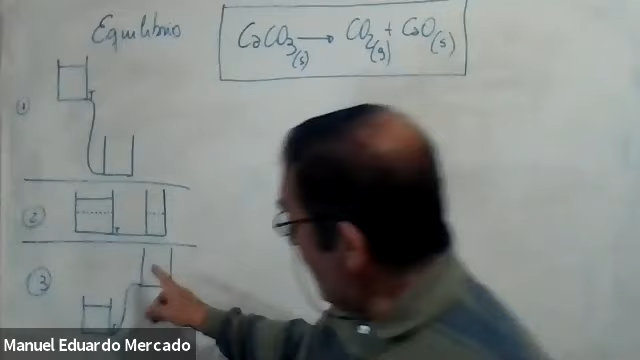 Equilibrio
CaCO3(s) → CO2(g) + CaO(s)
1
2
3
Manuel Eduardo Mercado